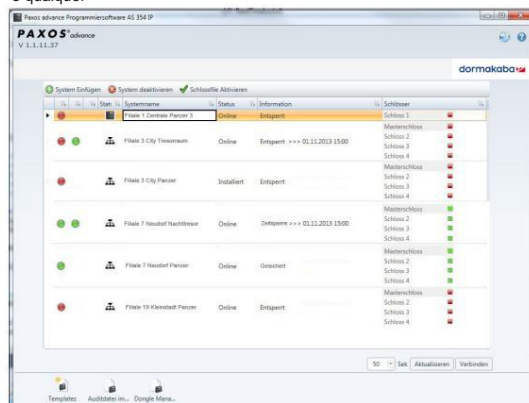 Paxos advance Programmiersoftware AS 354 IP
PAXOS advance
V 1.1.11.37
dormakaba
System Einfügen System deaktivieren Schlossfile Aktivieren
Systemname Status Information Schlösser
Filiale 1 Zentrale Panzer 3 Online Entsperrt Schloss 1
Masterschloss
Filiale 3 City Tresorraum Online Entsperrt >>> 01.11.2013 15:00 Schloss 2
Schloss 3
Schloss 4
Masterschloss
Filiale 3 City Panzer Installiert Entsperrt Schloss 2
Schloss 3
Schloss 4
Masterschloss
Filiale 7 Neudorf Nachttresor Online Zeitsperre >>> 01.11.2013 15:00 Schloss 2
Schloss 3
Schloss 4
Masterschloss
Filiale 7 Neudorf Panzer Online Gesichert Schloss 2
Schloss 3
Schloss 4
Masterschloss
Filiale 19 Kleinstadt Panzer Online Entsperrt Schloss 2
Schloss 3
Schloss 4
50 Sek Aktualisieren Verbinden
Templates Auditdatei im... Dongle Mana...